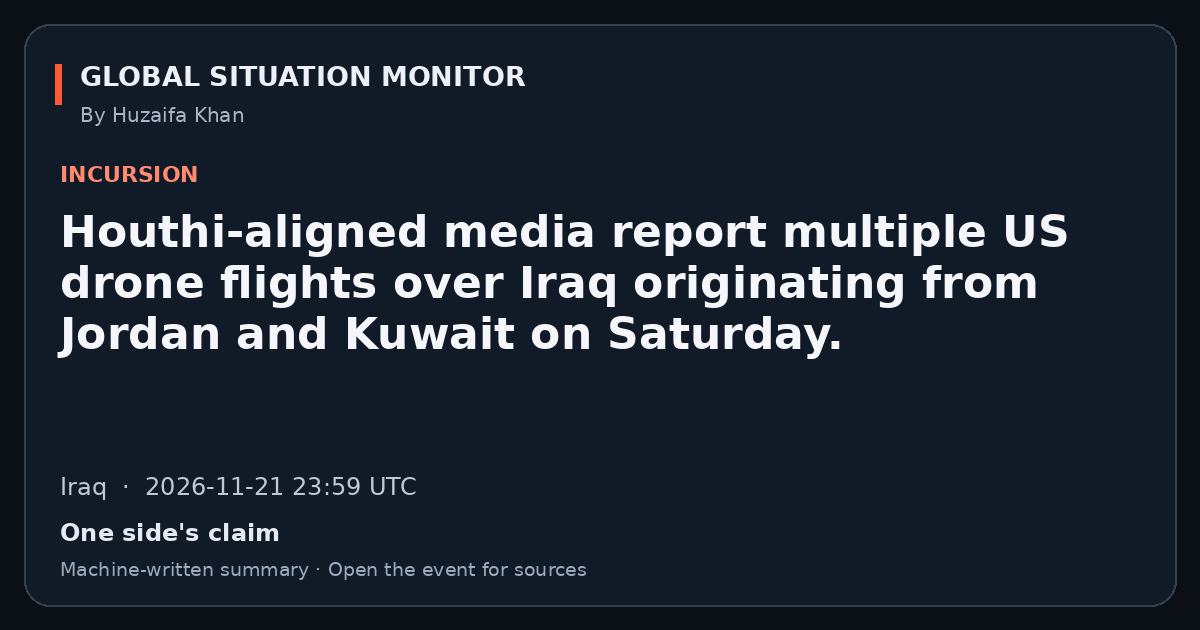 GLOBAL SITUATION MONITOR
By Huzaifa Khan
INCURSION
Houthi-aligned media report multiple US
drone flights over Iraq originating from
Jordan and Kuwait on Saturday.
Iraq · 2026-11-21 23:59 UTC
One side's claim
Machine-written summary · Open the event for sources